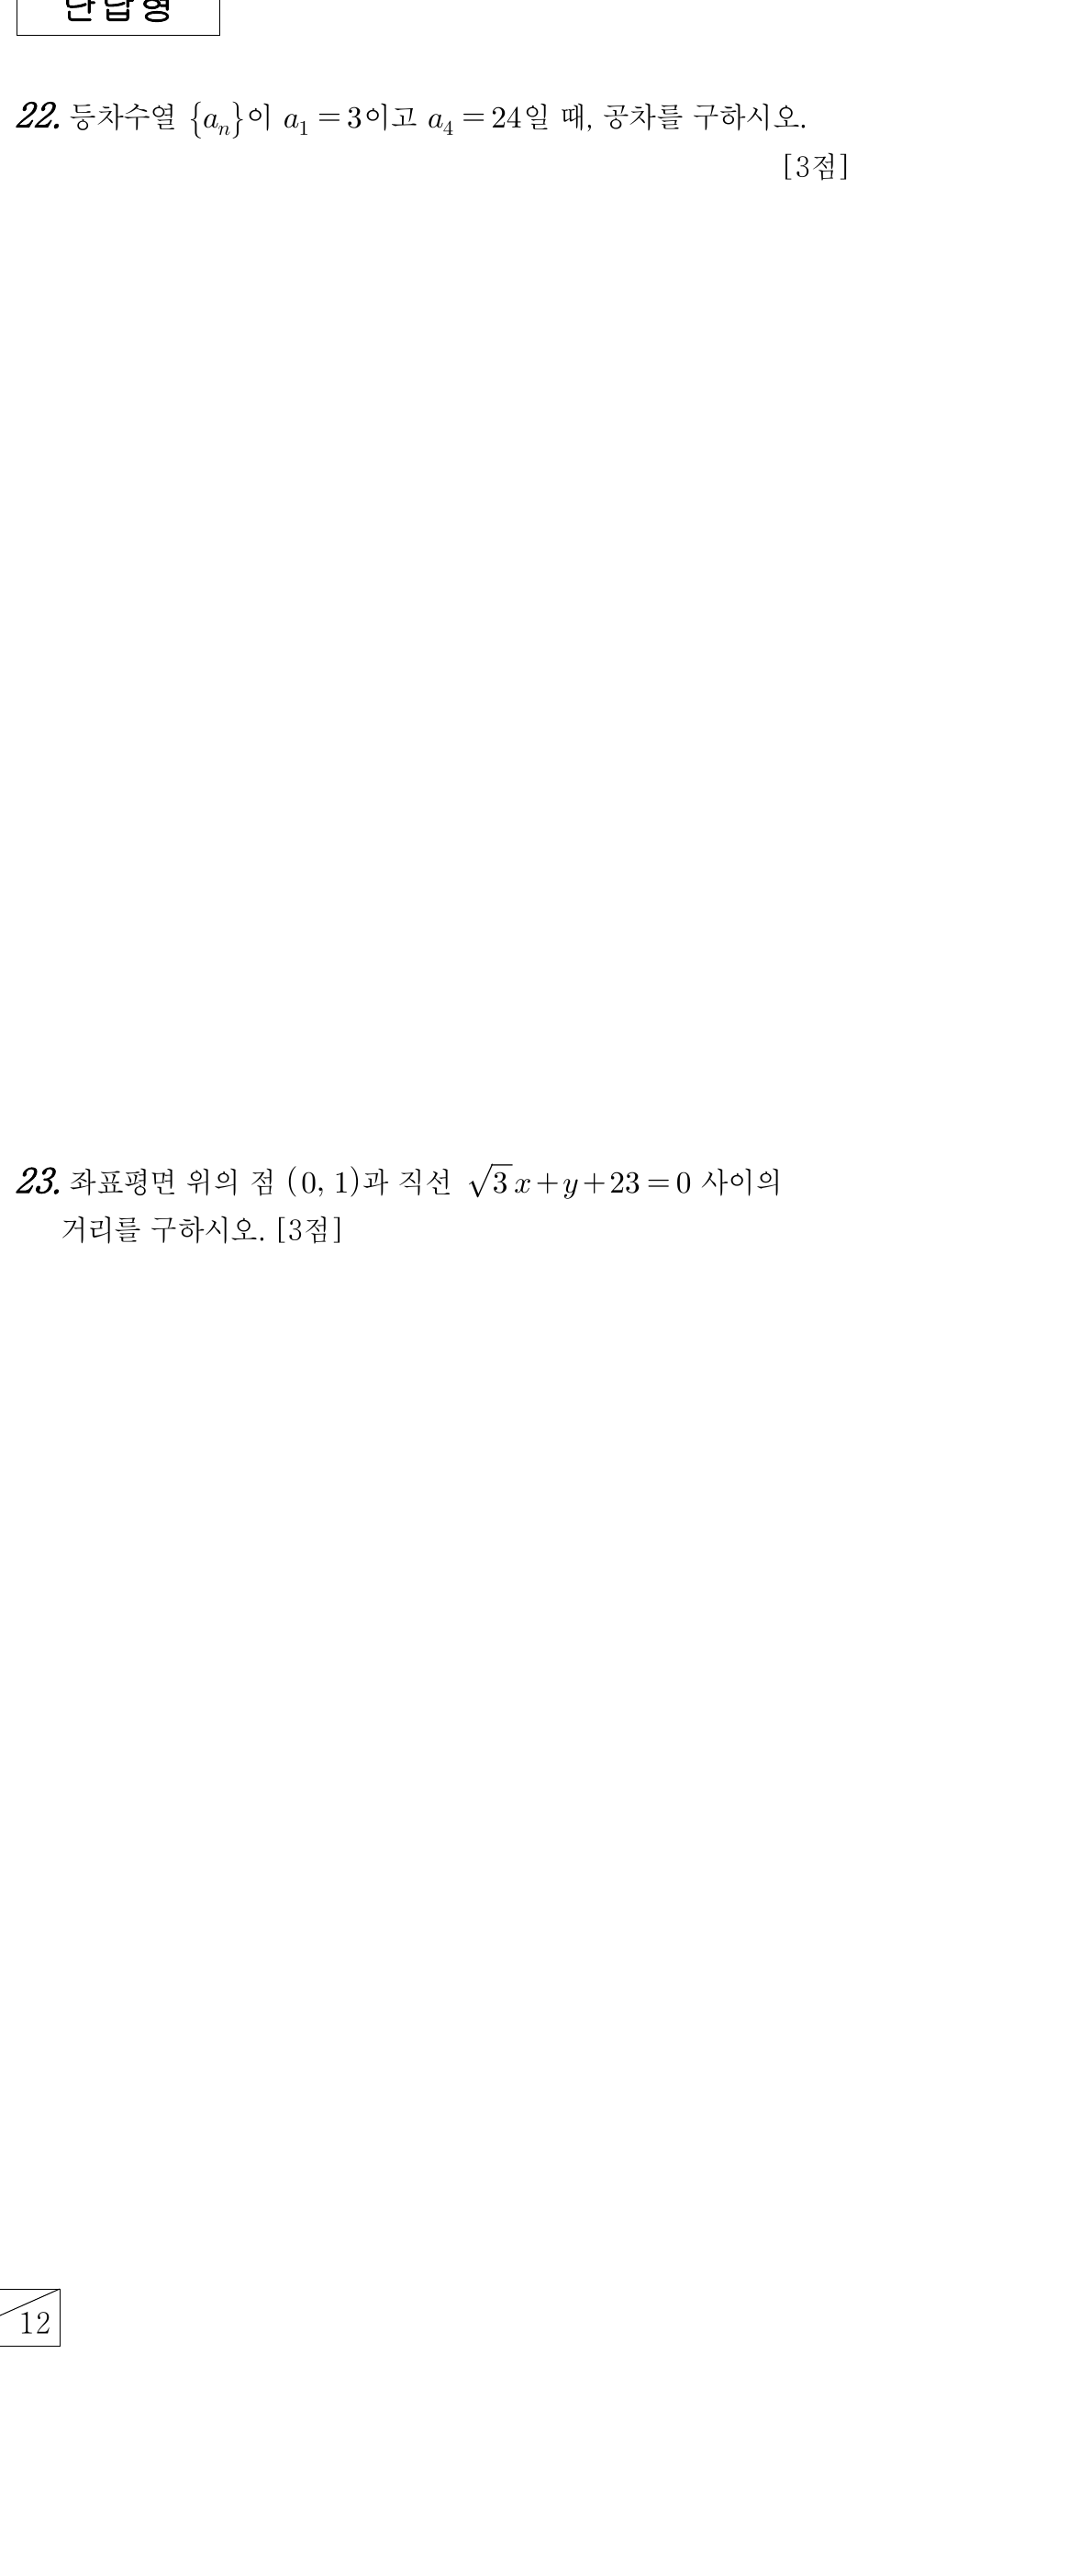 단답형
22. 등차수열 {aₙ}이 a₁ = 3이고 a₄ = 24일 때, 공차를 구하시오.
[3점]
23. 좌표평면 위의 점 (0, 1)과 직선 √3x+y+23=0 사이의
거리를 구하시오. [3점]
12